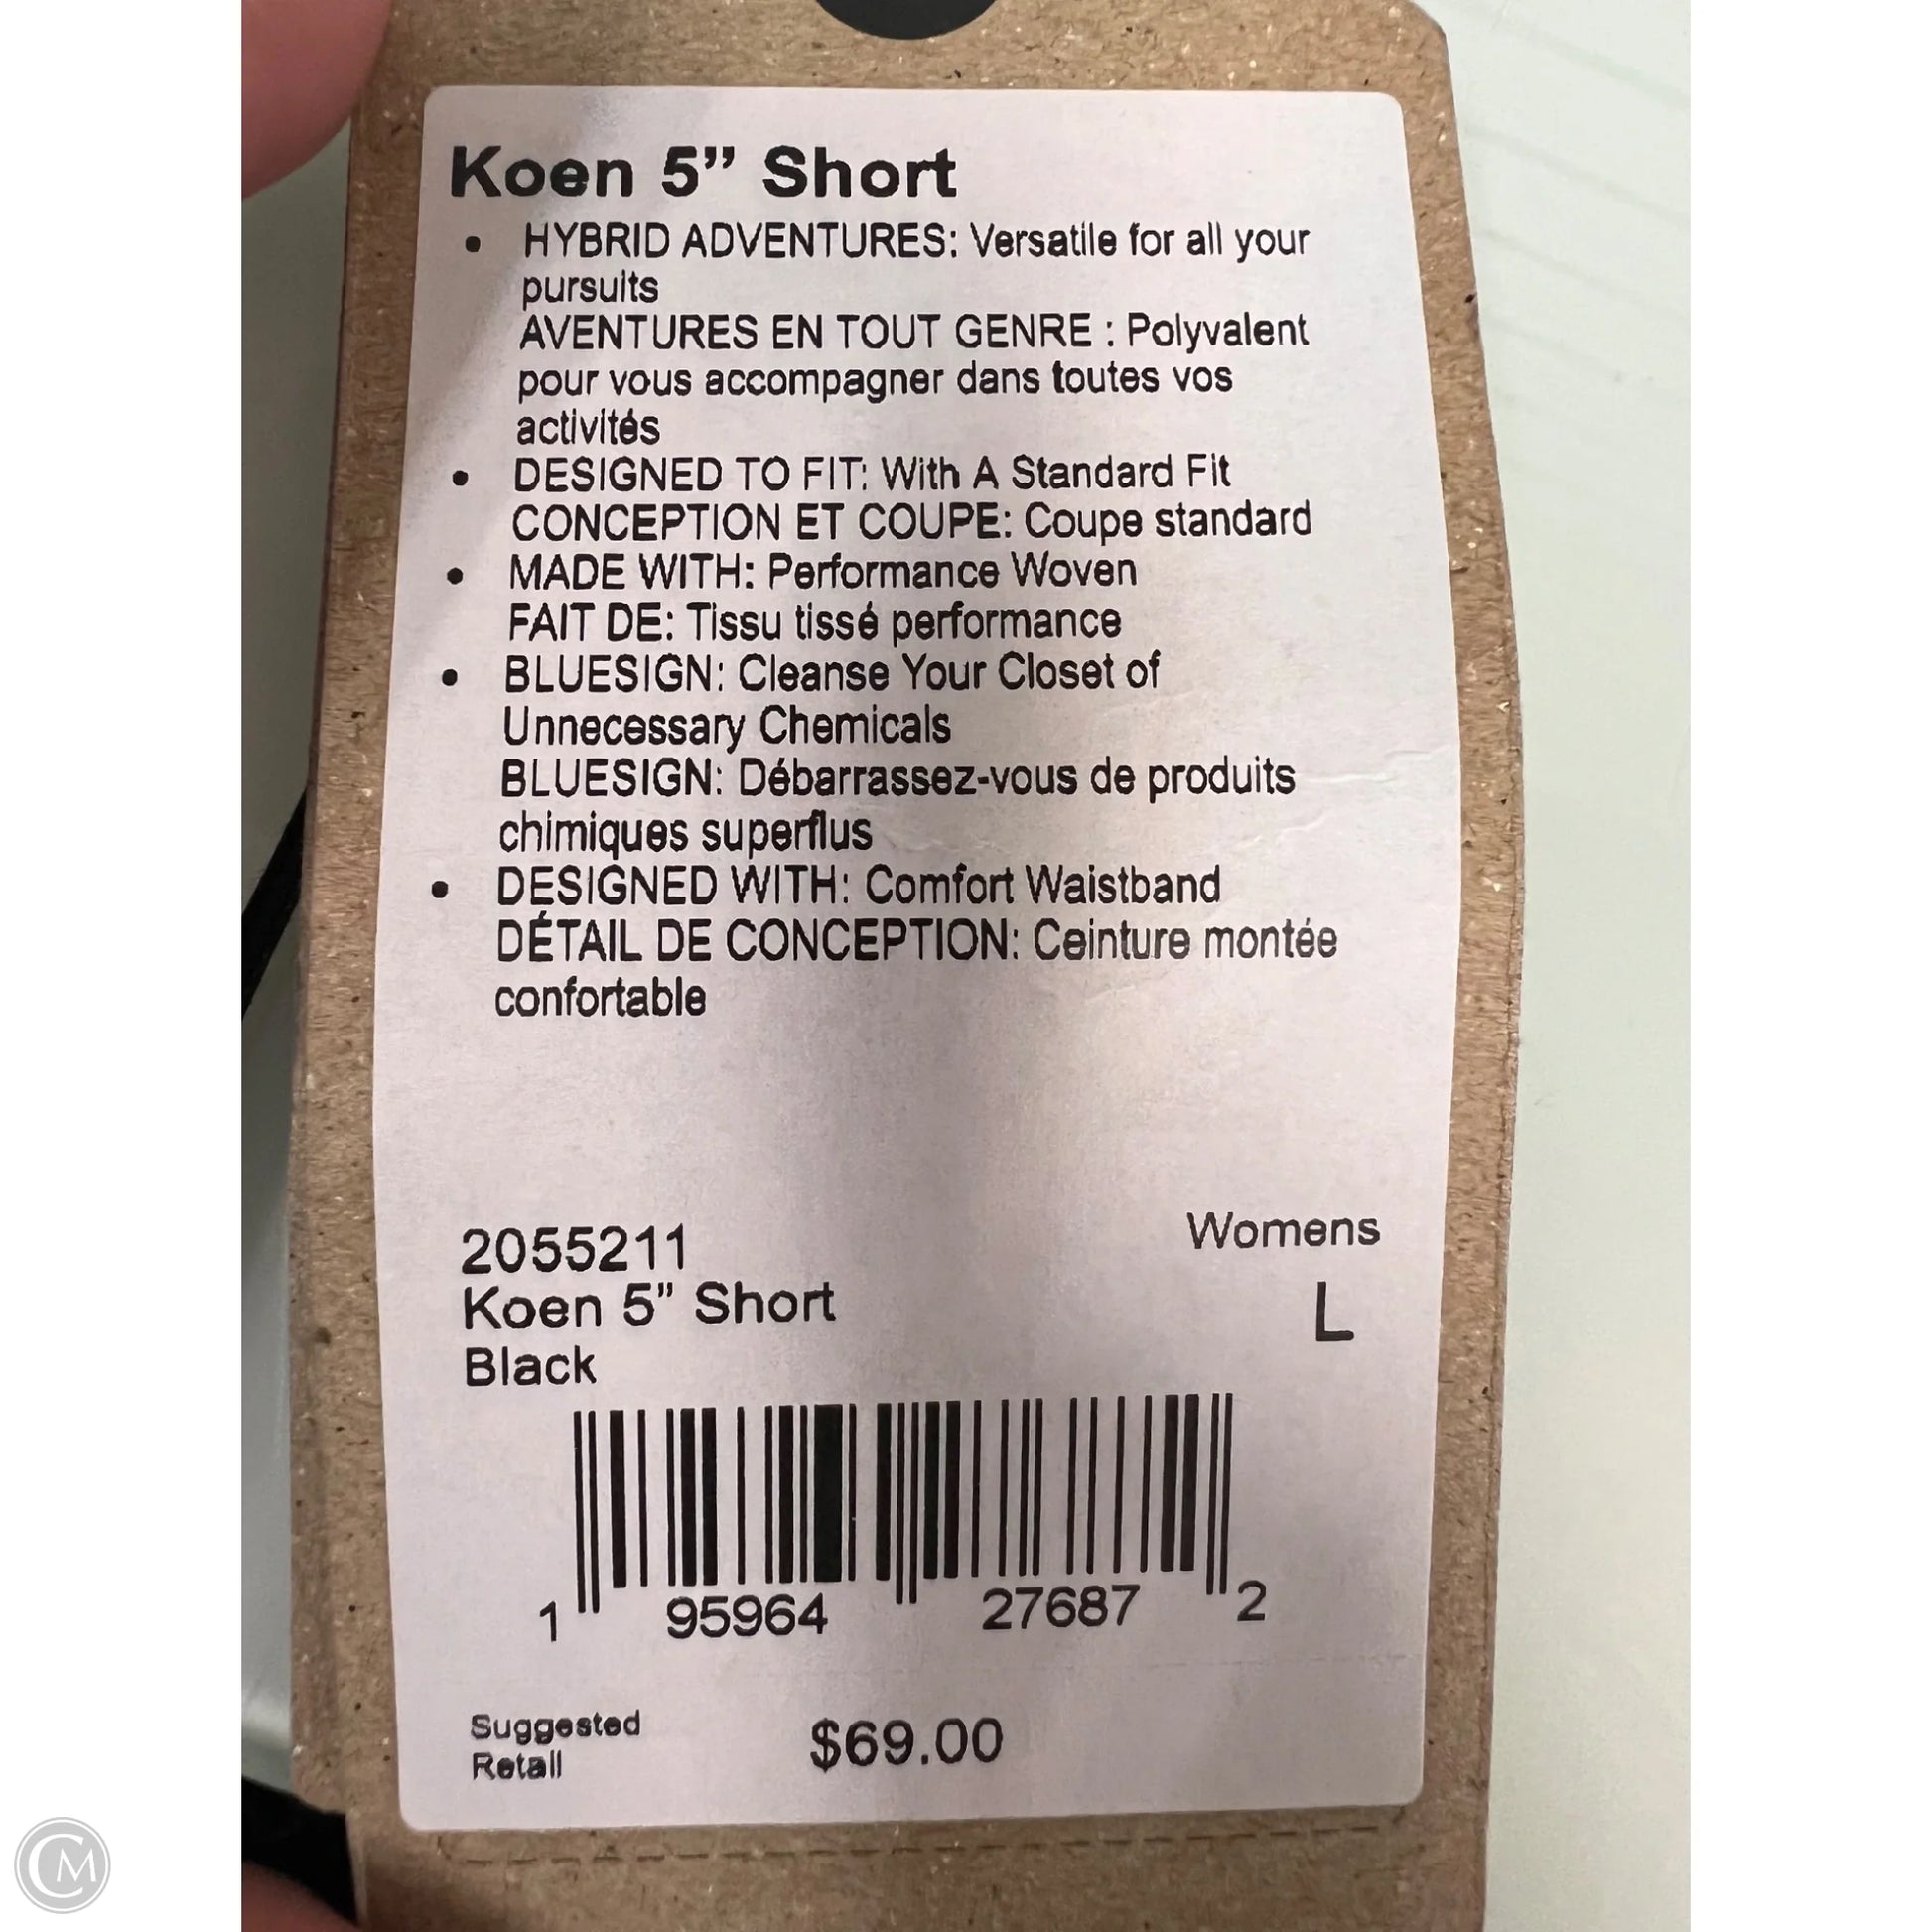 Koen 5” Short
• HYBRID ADVENTURES: Versatile for all your
pursuits
AVENTURES EN TOUT GENRE : Polyvalent
pour vous accompagner dans toutes vos
activités
• DESIGNED TO FIT: With A Standard Fit
CONCEPTION ET COUPE: Coupe standard
• MADE WITH: Performance Woven
FAIT DE: Tissu tissé performance
• BLUESIGN: Cleanse Your Closet of
Unnecessary Chemicals
BLUESIGN: Débarrassez-vous de produits
chimiques superflus
• DESIGNED WITH: Comfort Waistband
DÉTAIL DE CONCEPTION: Ceinture montée
confortable
2055211
Koen 5” Short
Black
Womens
L
1 95964 27687 2
Suggested
Retail
$69.00
CM